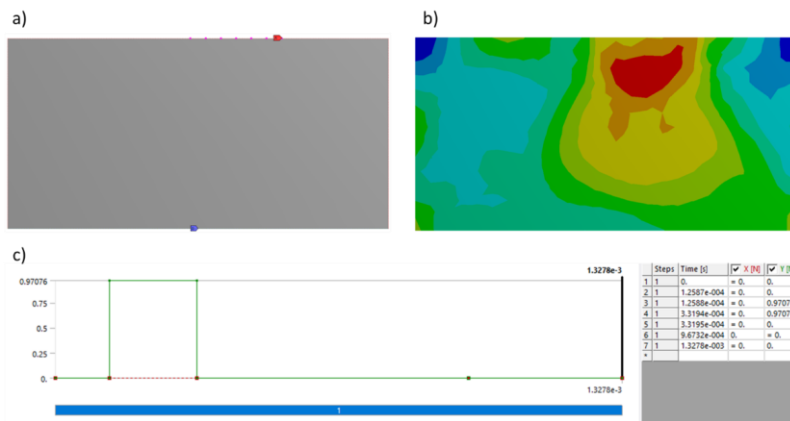 a)
b)
c)
1.3278e-3
0.97076
0.75
0.5
0.25
0.
1.3278e-3
1
Steps Time [s] X [N] Y [
1 1 0. = 0. 0.
2 1 1.2587e-004 = 0. 0.
3 1 1.2588e-004 = 0. 0.9707
4 1 3.3194e-004 = 0. 0.9707
5 1 3.3195e-004 = 0. 0.
6 1 9.6732e-004 0. = 0.
7 1 1.3278e-003 = 0. 0.
*